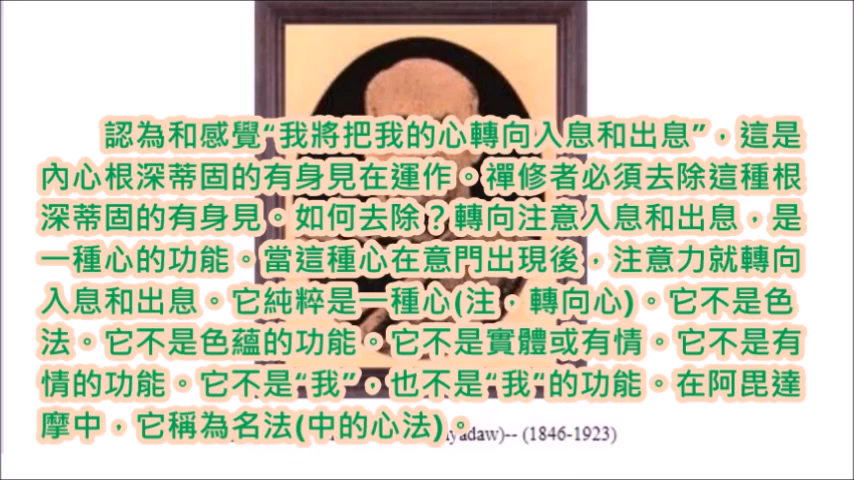 認為和感覺“我將把我的心轉向入息和出息”，這是
內心根深蒂固的有身見在運作。禪修者必須去除這種根
深蒂固的有身見。如何去除？轉向注意入息和出息，是
一種心的功能。當這種心在意門出現後，注意力就轉向
入息和出息。它純粹是一種心(注，轉向心)。它不是色
法。它不是色蘊的功能。它不是實體或有情。它不是有
情的功能。它不是“我”，也不是“我”的功能。在阿毘達
摩中，它稱為名法(中的心法)。
yadaw)-- (1846-1923)